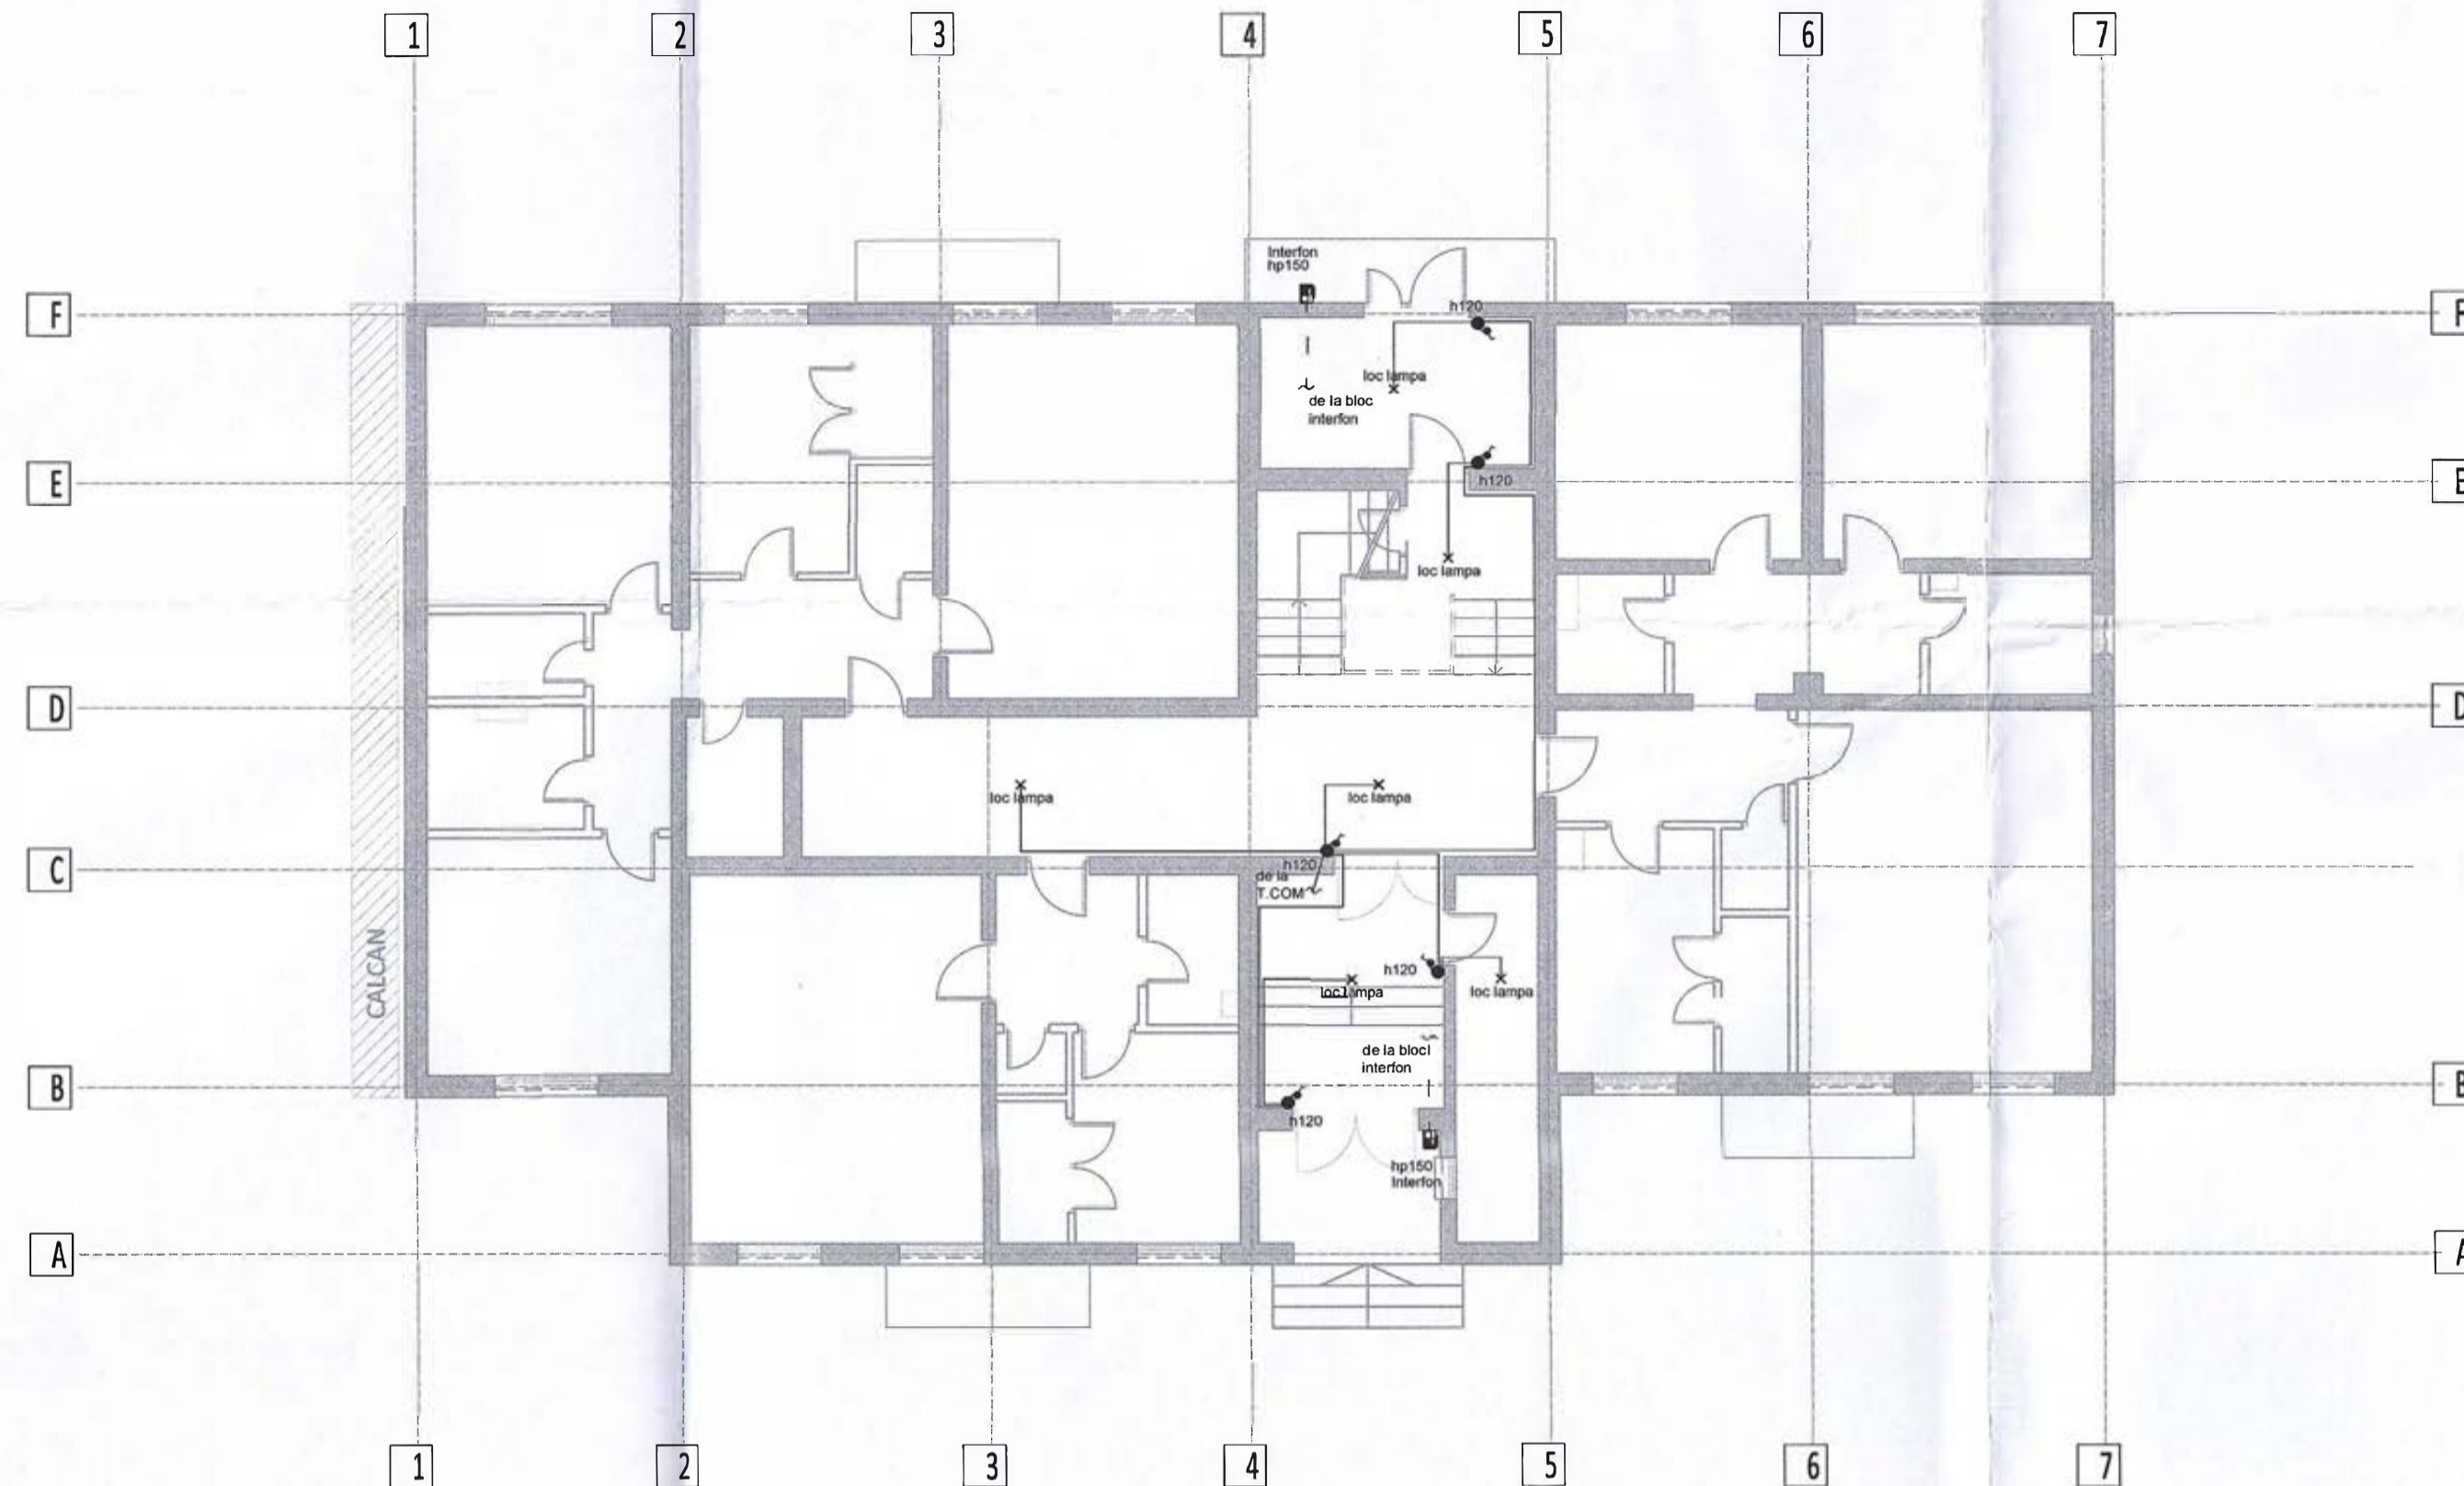 1
2
3
4
5
6
7
Interfon
hp150
F
h120
F
loc lampa
de la bloc
interfon
E
h120
E
loc lampa
D
D
loc lampa
loc lampa
C
h120
de la
T.COM
h120
loc lampa
loc lampa
CALCAN
de la bloc
interfon
B
B
h120
hp150
Interfon
A
A
1
2
3
4
5
6
7